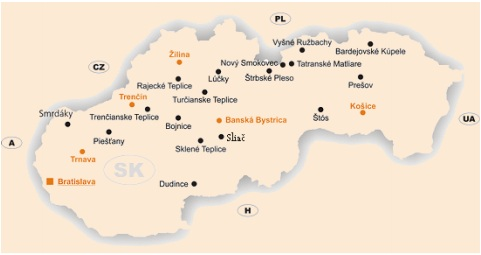 PL
Vyšné Ružbachy
Bardejovské Kúpele
Žilina
Nový Smokovec
Tatranské Matliare
CZ
Lúčky
Štrbské Pleso
Rajecké Teplice
Prešov
Trenčín
Turčianske Teplice
Košice
Smrdáky
Trenčianske Teplice
Štós
UA
Bojnice
Banská Bystrica
A
Piešťany
Sliač
Sklené Teplice
Trnava
SK
Bratislava
Dudince
H